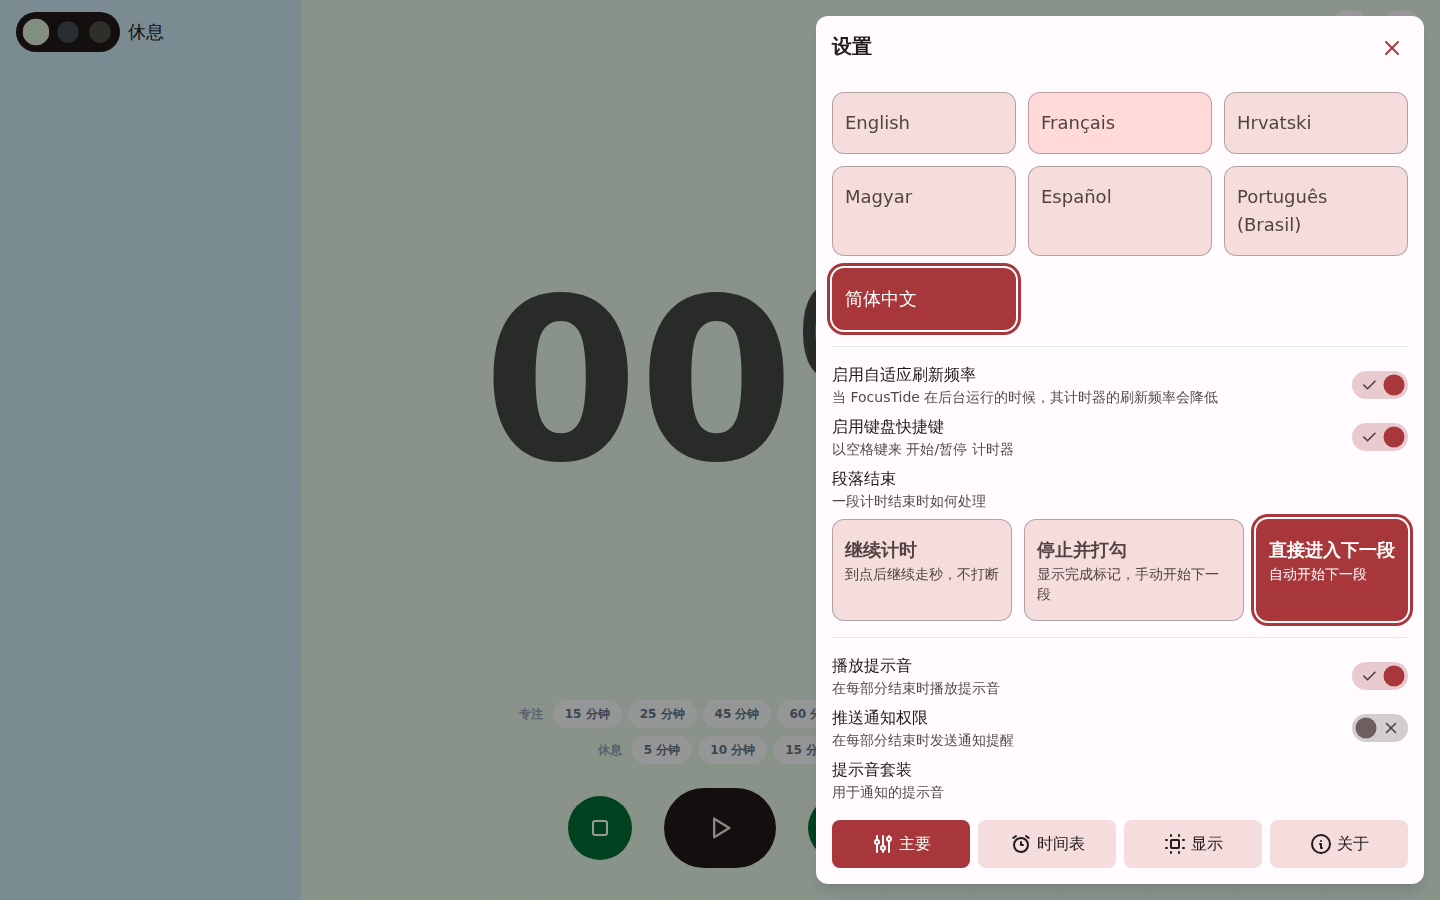 休息
设置
English
Français
Hrvatski
Magyar
Español
Português
(Brasil)
简体中文
启用自适应刷新频率
当 FocusTide 在后台运行的时候，其计时器的刷新频率会降低
启用键盘快捷键
以空格键来 开始/暂停 计时器
段落结束
一段计时结束时如何处理
继续计时
到点后继续走秒，不打断
停止并打勾
显示完成标记，手动开始下一
段
直接进入下一段
自动开始下一段
播放提示音
在每部分结束时播放提示音
推送通知权限
在每部分结束时发送通知提醒
提示音套装
用于通知的提示音
主要
时间表
显示
关于
00
专注
15 分钟
25 分钟
45 分钟
60
休息
5 分钟
10 分钟
15 分